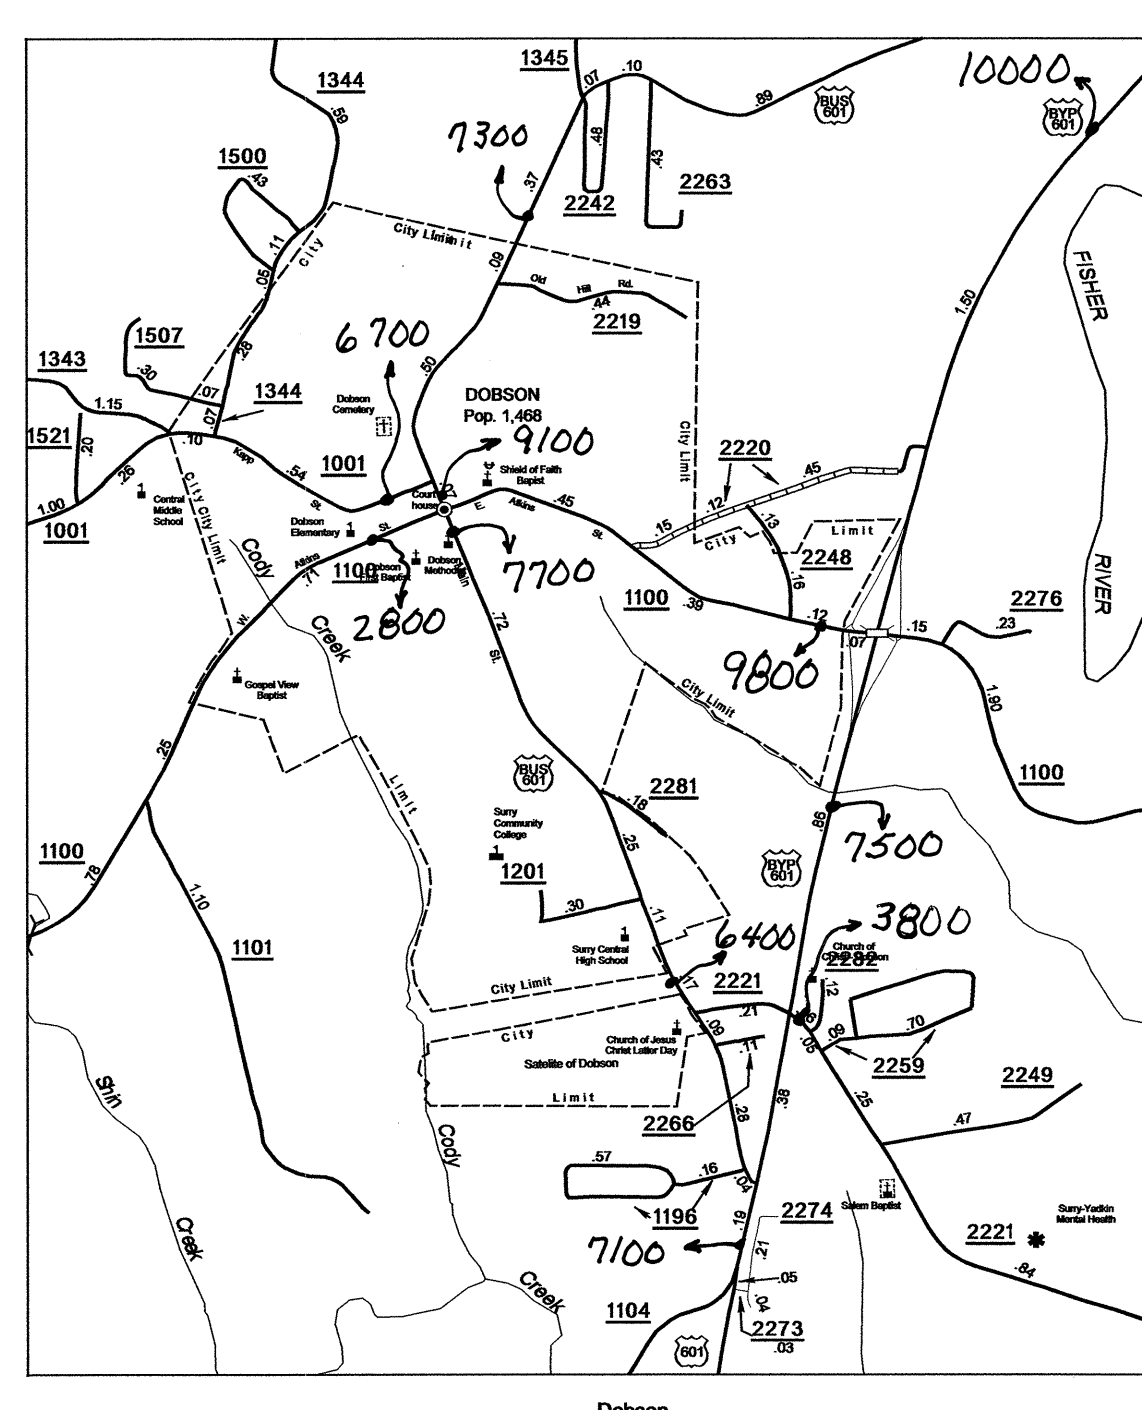 1345
.07
.10
.89
10000
1344
.59
BUS
601
BYP
601
7300
.48
.43
1500
.43
.37
2263
2242
City Limit
City
.11
.05
.09
Old Hill Rd.
.44
2219
FISHER
RIVER
1.50
6700
1507
.28
.30
.07
1343
1344
.07
1.15
.50
Dobson
Cemetery
DOBSON
Pop. 1,468
9100
1521
.20
.10
Kapp St.
.54
1001
City Limit
2220
.45
.12
.15
.26
1.00
1001
Central
Middle
School
City Limit
Court
house
.07
Shield of Faith
Bapist
E. Atkins St.
.45
Dobson
Elementary
W. Atkins St.
.71
1100
Dobson
First Baptist
Dobson
Methodist
Main St.
7700
2800
City Limit
.13
2248
.16
1100
.39
.12
.07
.15
2276
.23
9800
Cody Creek
.72
Gospel View
Baptist
City Limit
1.90
1100
.25
BUS
601
Limit
2281
.18
.86
7500
Surry
Community
College
.25
1100
.78
1201
.30
BYP
601
.11
1.10
1101
Surry Central
High School
6400
3800
Church of
2282
.12
City Limit
.17
2221
.21
.09
.05
.09
.70
2259
City
Church of Jesus
Christ Latter Day
Satelite of Dobson
.11
Limit
2266
.28
.38
.25
2249
.47
Shin Creek
Cody Creek
.57
.16
.04
1196
Salem Baptist
Surry-Yadkin
Mental Health
2274
.19
.21
7100
2221
.84
.05
.04
1104
2273
.03
601
Dobson